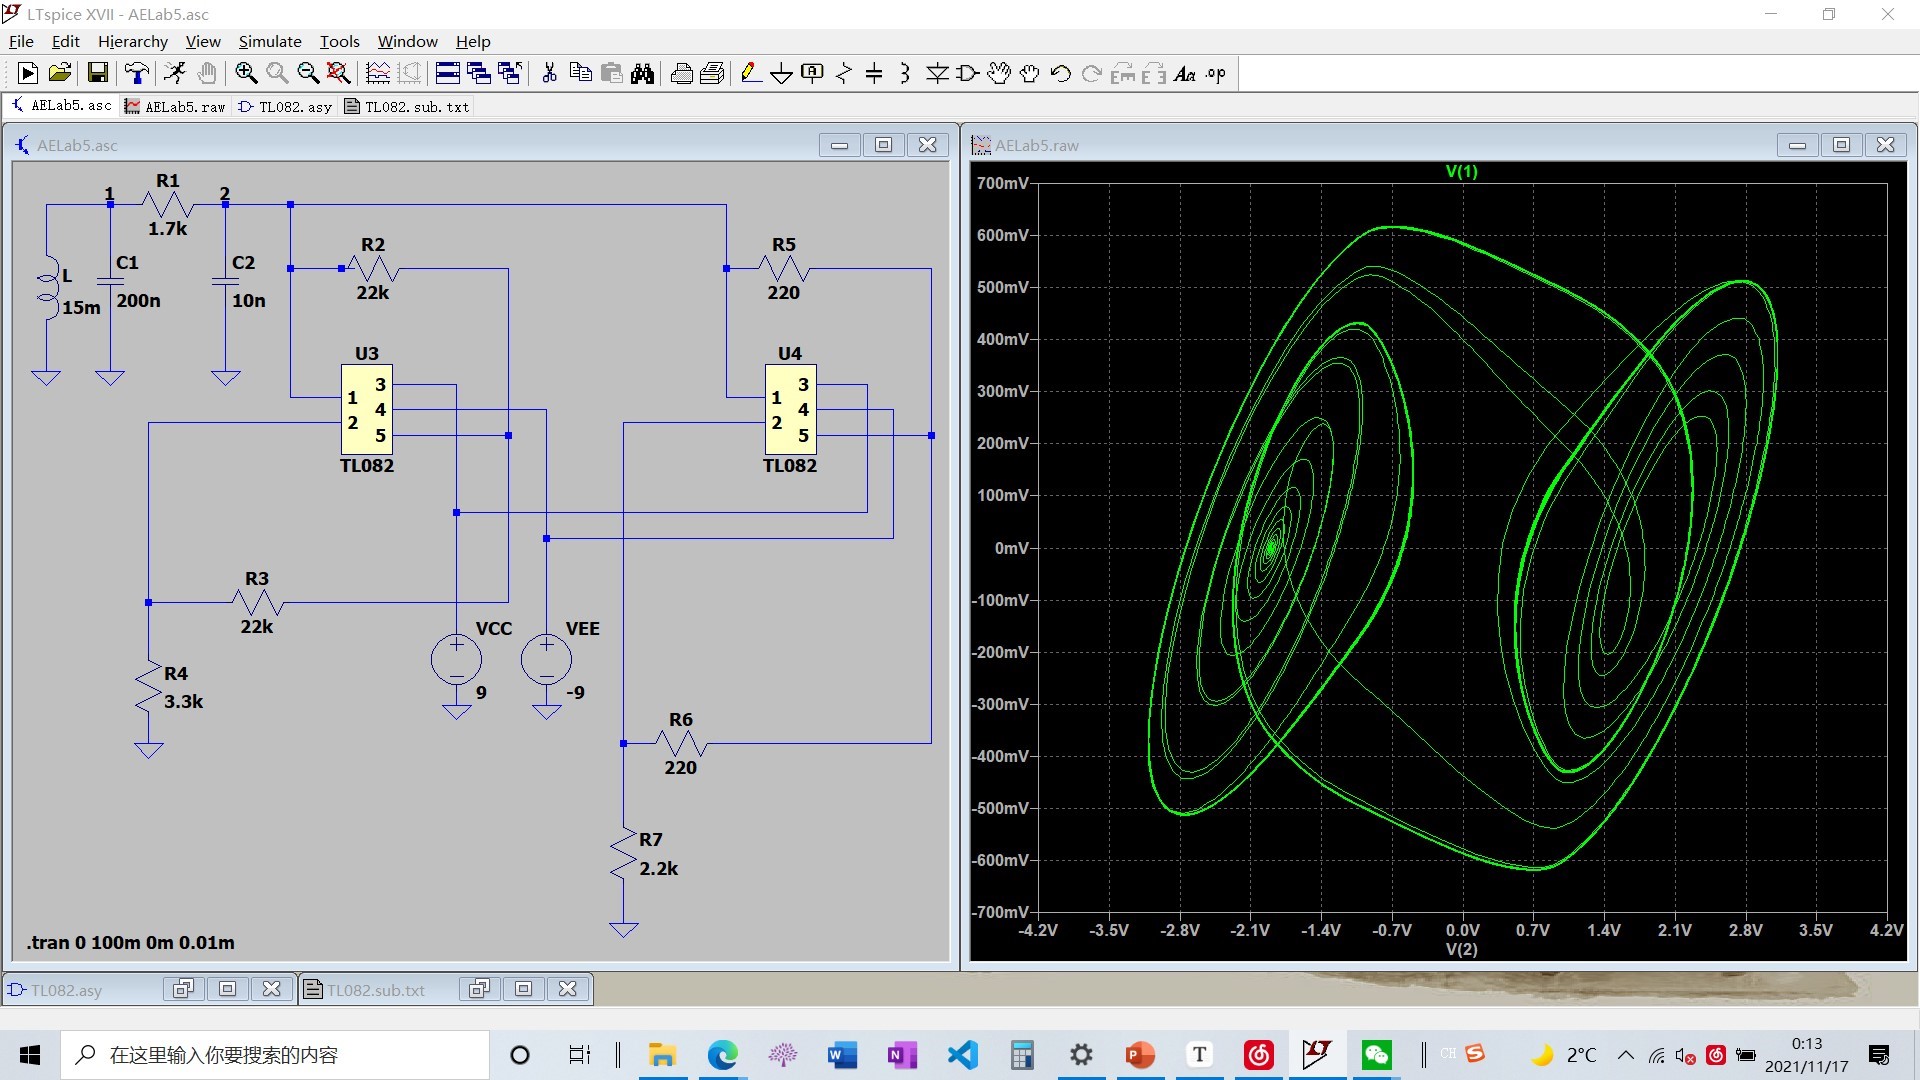 LTspice XVII - AELab5.asc
File Edit Hierarchy View Simulate Tools Window Help
AELab5.asc AELab5.raw TL082.asy TL082.sub.txt
AELab5.asc
R1
1 2
1.7k
L
15m
C1
200n
C2
10n
R2
22k
R5
220
U3
1
2
3
4
5
TL082
U4
1
2
3
4
5
TL082
R3
22k
R4
3.3k
VCC
9
VEE
-9
R6
220
R7
2.2k
.tran 0 100m 0m 0.01m
AELab5.raw
V(1)
700mV
600mV
500mV
400mV
300mV
200mV
100mV
0mV
-100mV
-200mV
-300mV
-400mV
-500mV
-600mV
-700mV
-4.2V -3.5V -2.8V -2.1V -1.4V -0.7V 0.0V 0.7V 1.4V 2.1V 2.8V 3.5V 4.2V
V(2)
TL082.asy TL082.sub.txt
在这里输入你要搜索的内容
CH
2°C
0:13
2021/11/17